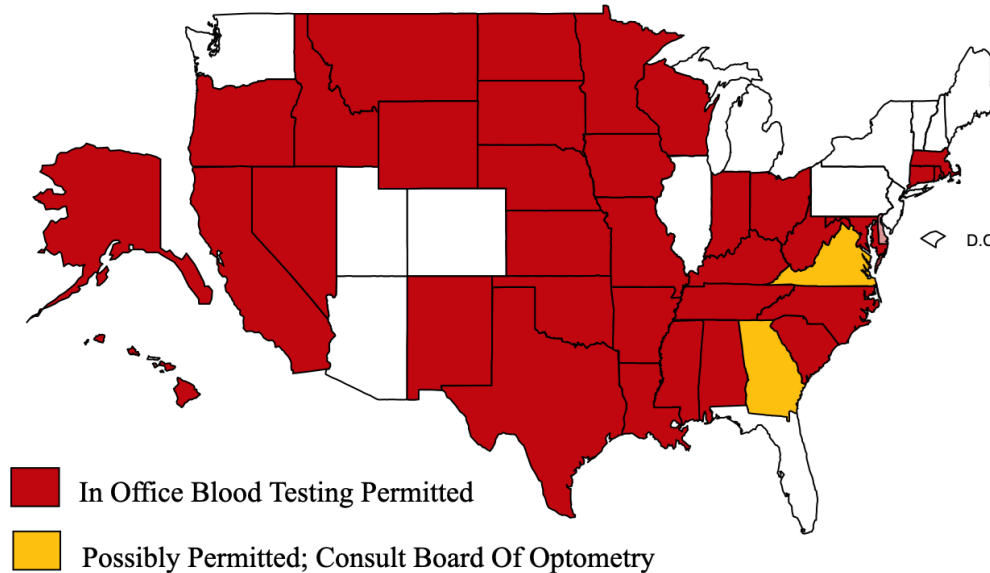 D.C
In Office Blood Testing Permitted
Possibly Permitted; Consult Board Of Optometry